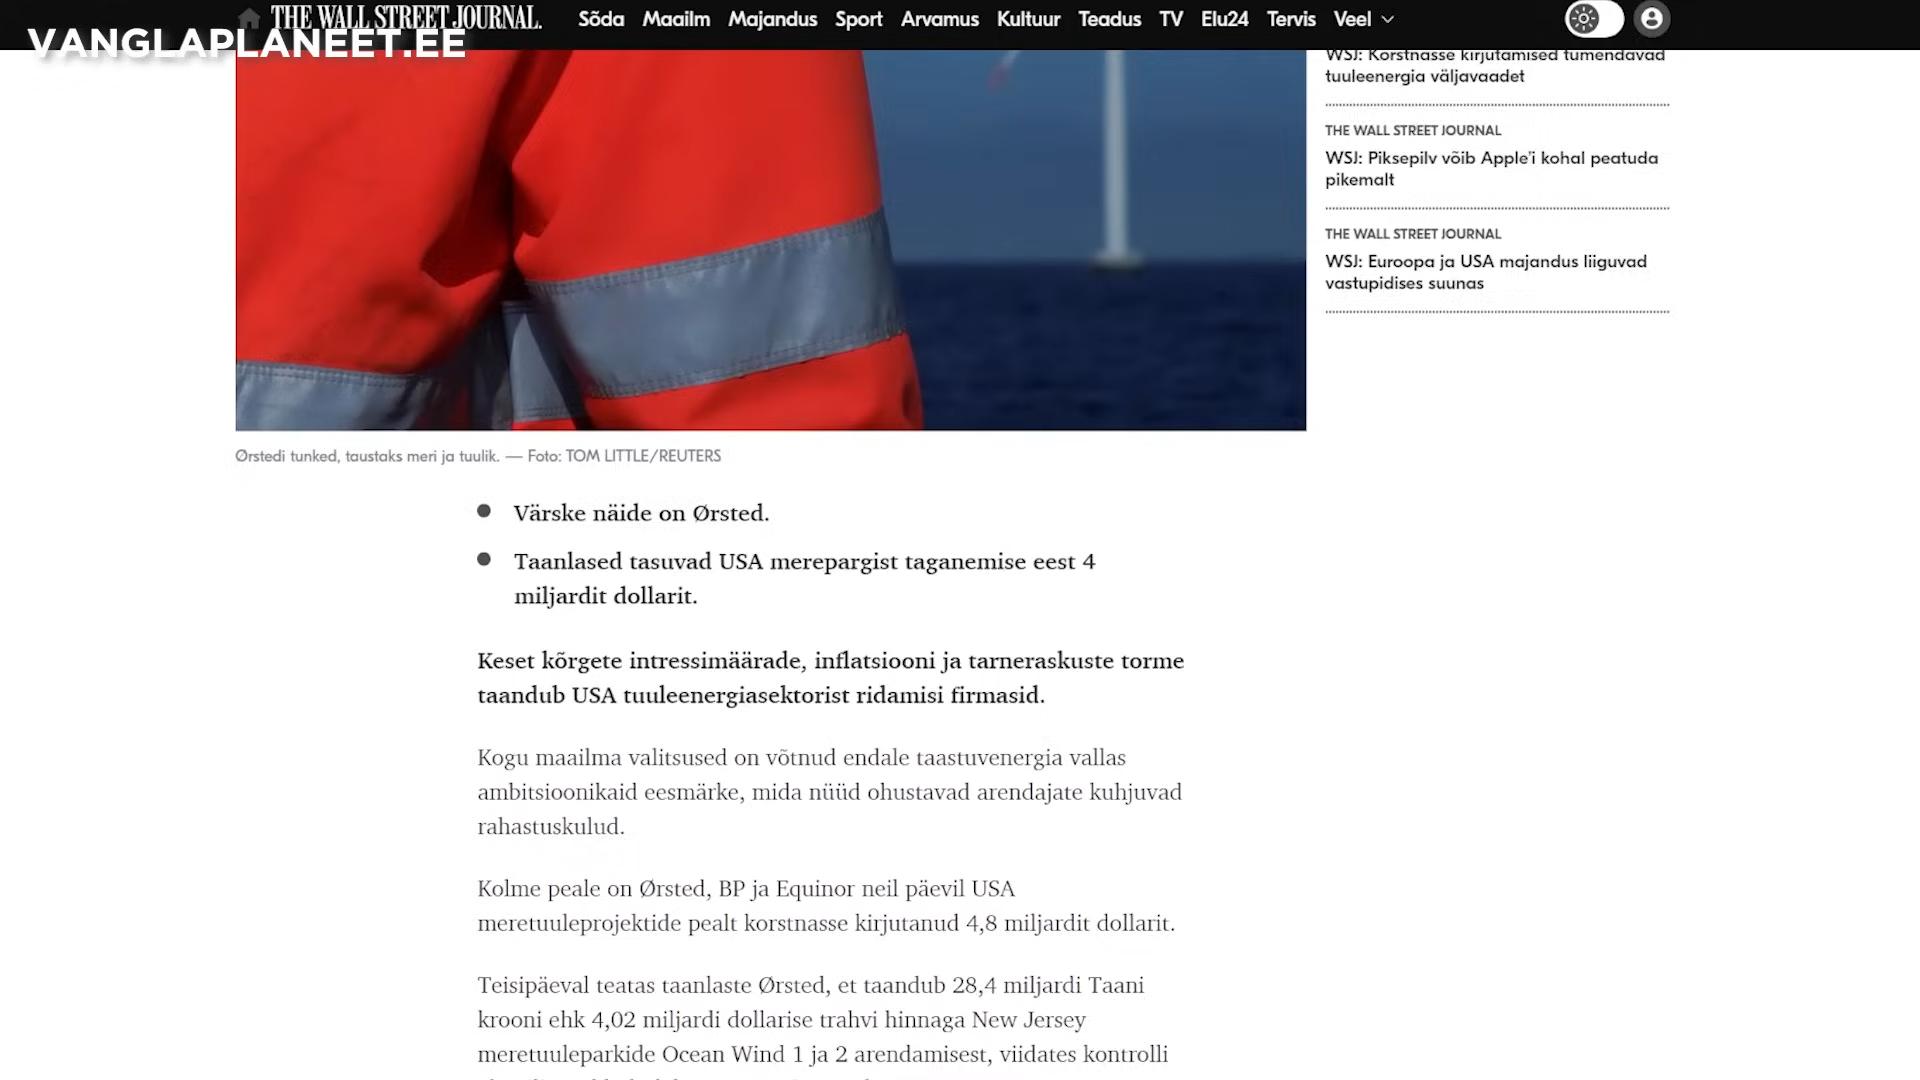 THE WALL STREET JOURNAL.
Sõda Maailm Majandus Sport Arvamus Kultuur Teadus TV Elu24 Tervis Veel
VANGLAPLANEET.EE
WSJ: Korstnasse kirjutamised tumendavad
tuuleenergia väljavaadet
THE WALL STREET JOURNAL
WSJ: Piksepilv võib Apple'i kohal peatuda
pikemalt
THE WALL STREET JOURNAL
WSJ: Euroopa ja USA majandus liiguvad
vastupidises suunas
Ørstedi tunked, taustaks meri ja tuulik. — Foto: TOM LITTLE/REUTERS
Värske näide on Ørsted.
Taanlased tasuvad USA merepargist taganemise eest 4
miljardit dollarit.
Keset kõrgete intressimäärade, inflatsiooni ja tarneraskuste torme
taandub USA tuuleenergiasektorist ridamisi firmasid.
Kogu maailma valitsused on võtnud endale taastuvenergia vallas
ambitsioonikaid eesmärke, mida nüüd ohustavad arendajate kuhjuvad
rahastuskulud.
Kolme peale on Ørsted, BP ja Equinor neil päevil USA
meretuuleprojektide pealt korstnasse kirjutanud 4,8 miljardit dollarit.
Teisipäeval teatas taanlaste Ørsted, et taandub 28,4 miljardi Taani
krooni ehk 4,02 miljardi dollarise trahvi hinnaga New Jersey
meretuuleparkide Ocean Wind 1 ja 2 arendamisest, viidates kontrolli